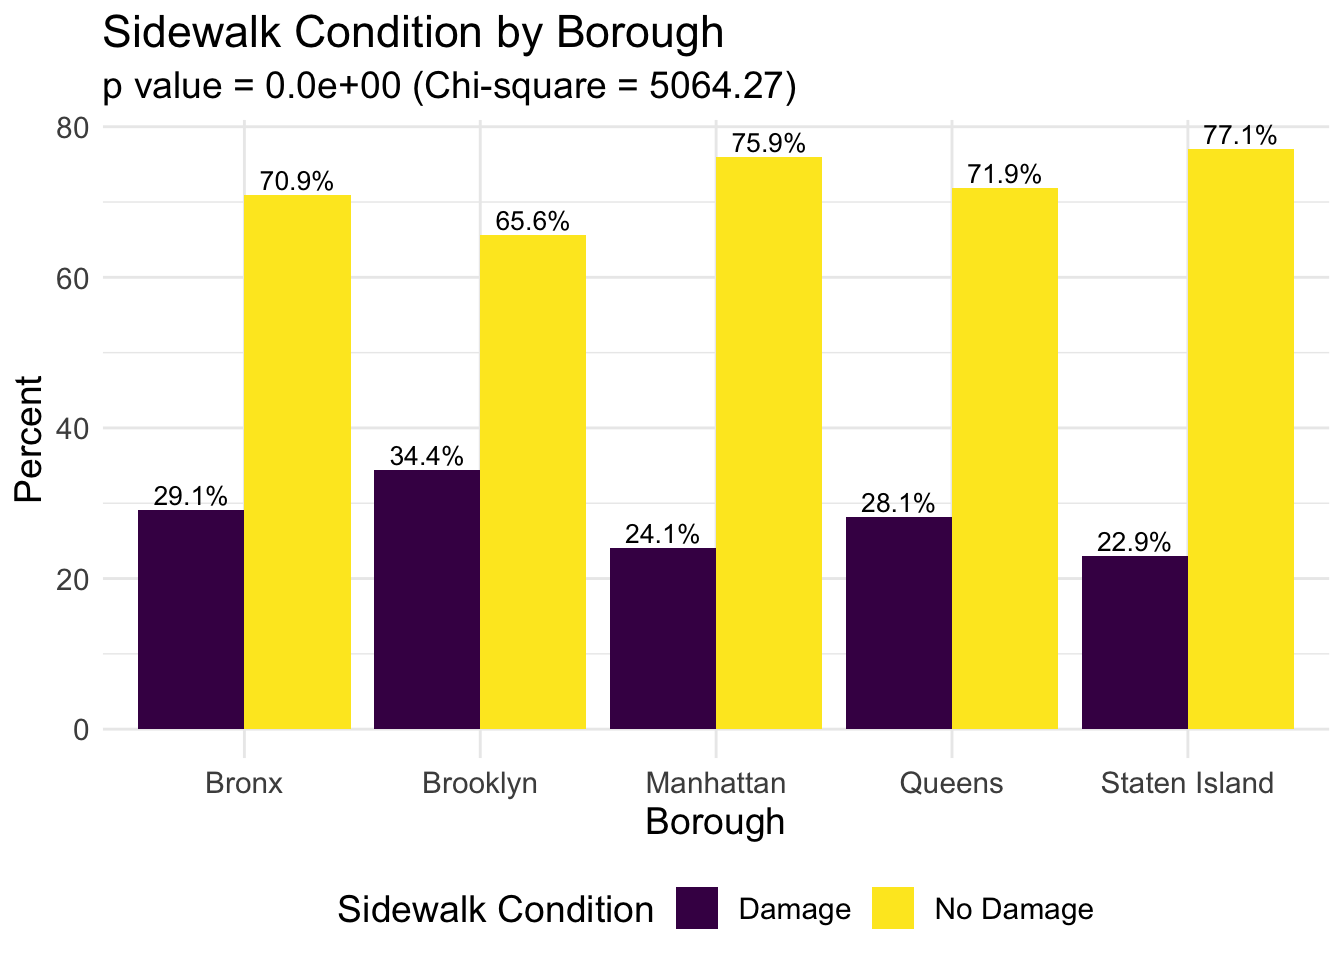 Sidewalk Condition by Borough
p value = 0.0e+00 (Chi-square = 5064.27)
Percent
80
60
40
20
0
29.1%
70.9%
34.4%
65.6%
24.1%
75.9%
28.1%
71.9%
22.9%
77.1%
Bronx
Brooklyn
Manhattan
Queens
Staten Island
Borough
Sidewalk Condition
Damage
No Damage